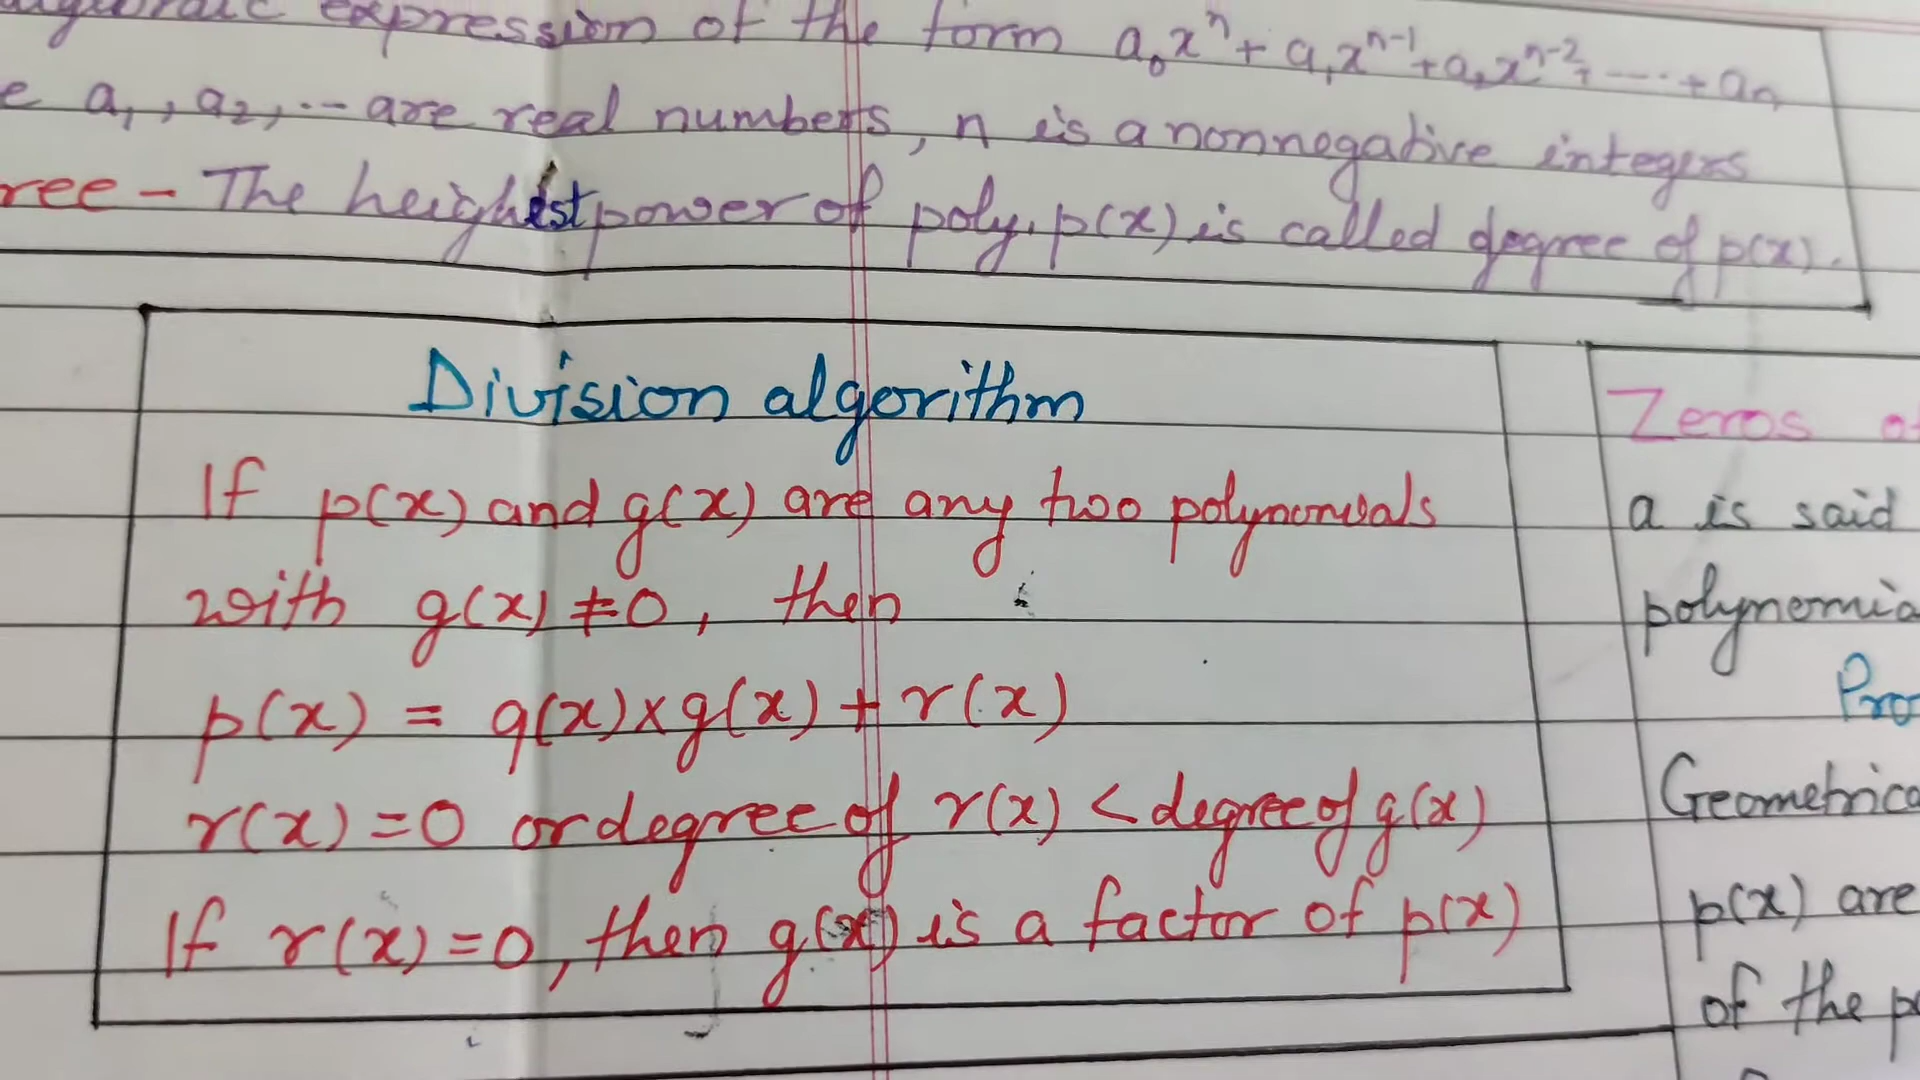 algebraic expression of the form a₀xⁿ + a₁xⁿ⁻¹ + a₂xⁿ⁻² + ---- + aₙ
e a₁, a₂, -- are real numbers, n is a nonnegative integers
ree - The heighest power of poly. p(x) is called degree of p(x).
Division algorithm
If p(x) and g(x) are any two polynomials
with g(x) ≠ 0, then
p(x) = q(x) × g(x) + r(x)
r(x) = 0 or degree of r(x) < degree of g(x)
If r(x) = 0, then g(x) is a factor of p(x)
Zeros of
a is said
polynomia
Pro
Geometrica
p(x) are
of the p